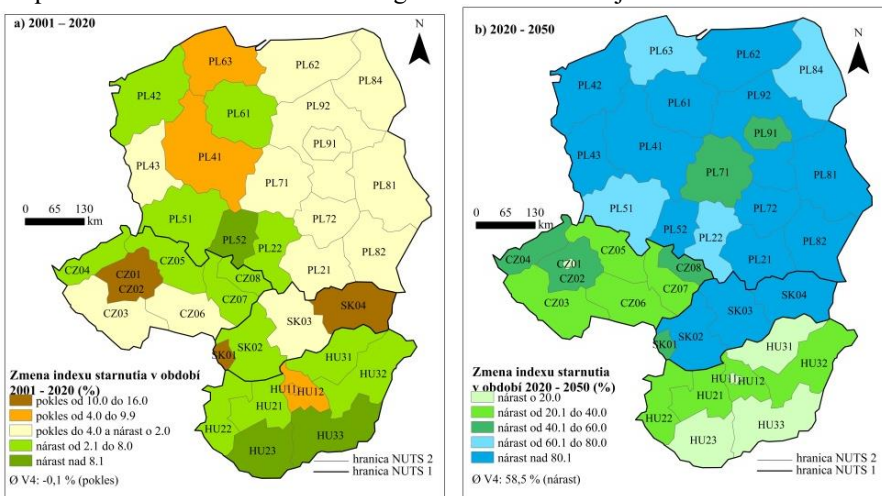 a) 2001 – 2020
N
PL63
PL62
PL42
PL84
PL61
PL92
PL43
PL41
PL91
PL71
PL81
0 65 130
km
PL51
PL72
PL52
PL22
PL82
CZ04
CZ05
CZ01
CZ02
CZ08
PL21
CZ03
CZ06
CZ07
SK03
SK04
SK01
SK02
HU31
HU32
HU11
HU12
HU21
HU22
HU23
HU33
Zmena indexu starnutia v období
2001 - 2020 (%)
pokles od 10.0 do 16.0
pokles od 4.0 do 9.9
pokles do 4.0 a nárast o 2.0
nárast od 2.1 do 8.0
nárast nad 8.1
Ø V4: -0,1 % (pokles)
hranica NUTS 2
hranica NUTS 1
b) 2020 - 2050
N
PL63
PL62
PL42
PL84
PL61
PL92
PL91
PL43
PL41
PL71
PL81
0 65 130
km
PL51
PL72
PL52
PL22
PL82
CZ04
CZ05
CZ01
CZ02
CZ08
PL21
CZ03
CZ06
CZ07
SK03
SK04
SK01
SK02
HU31
HU32
HU11
HU12
HU21
HU22
HU23
HU33
Zmena indexu starnutia
v období 2020 - 2050 (%)
nárast o 20.0
nárast od 20.1 do 40.0
nárast od 40.1 do 60.0
nárast od 60.1 do 80.0
nárast nad 80.1
Ø V4: 58,5 % (nárast)
hranica NUTS 2
hranica NUTS 1